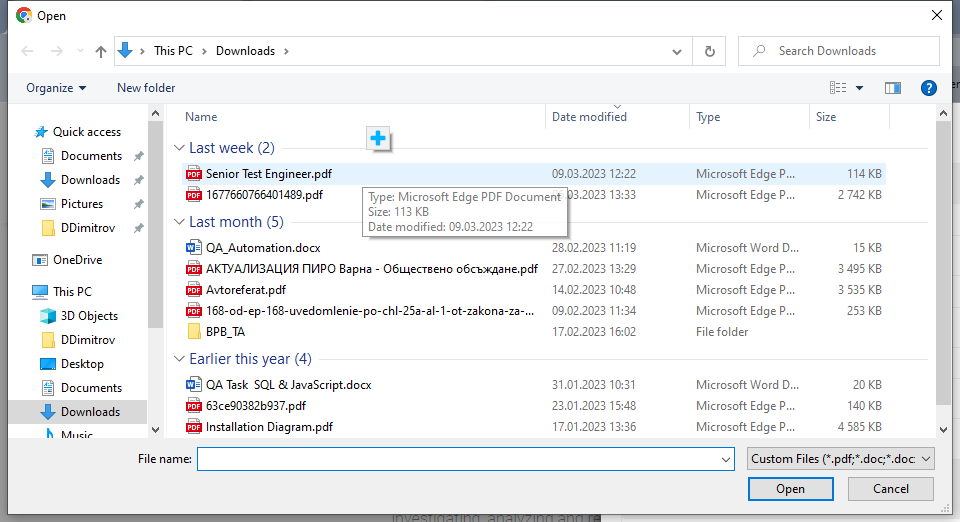 Open
This PC > Downloads >
Search Downloads
Organize New folder
?
Name Date modified Type Size
Quick access
Documents
Downloads
Pictures
DDimitrov
OneDrive
This PC
3D Objects
DDimitrov
Desktop
Documents
Downloads
Music
Last week (2)
PDF Senior Test Engineer.pdf 09.03.2023 12:22 Microsoft Edge P... 114 KB
PDF 1677660766401489.pdf .03.2023 13:33 Microsoft Edge P... 2 742 KB
Type: Microsoft Edge PDF Document
Size: 113 KB
Date modified: 09.03.2023 12:22
Last month (5)
W QA_Automation.docx 28.02.2023 11:19 Microsoft Word D... 15 KB
PDF АКТУАЛИЗАЦИЯ ПИРО Варна - Обществено обсъждане.pdf 27.02.2023 13:29 Microsoft Edge P... 3 495 KB
PDF Avtoreferat.pdf 14.02.2023 10:48 Microsoft Edge P... 3 535 KB
PDF 168-od-ep-168-uvedomlenie-po-chl-25a-al-1-ot-zakona-za-... 09.02.2023 11:34 Microsoft Edge P... 253 KB
BPB_TA 17.02.2023 16:02 File folder
Earlier this year (4)
W QA Task SQL & JavaScript.docx 31.01.2023 10:31 Microsoft Word D... 20 KB
PDF 63ce90382b937.pdf 23.01.2023 15:48 Microsoft Edge P... 140 KB
PDF Installation Diagram.pdf 17.01.2023 13:36 Microsoft Edge P... 4 585 KB
File name:
Custom Files (*.pdf;*.doc;*.doc
Open Cancel
investigating, analyzing and re